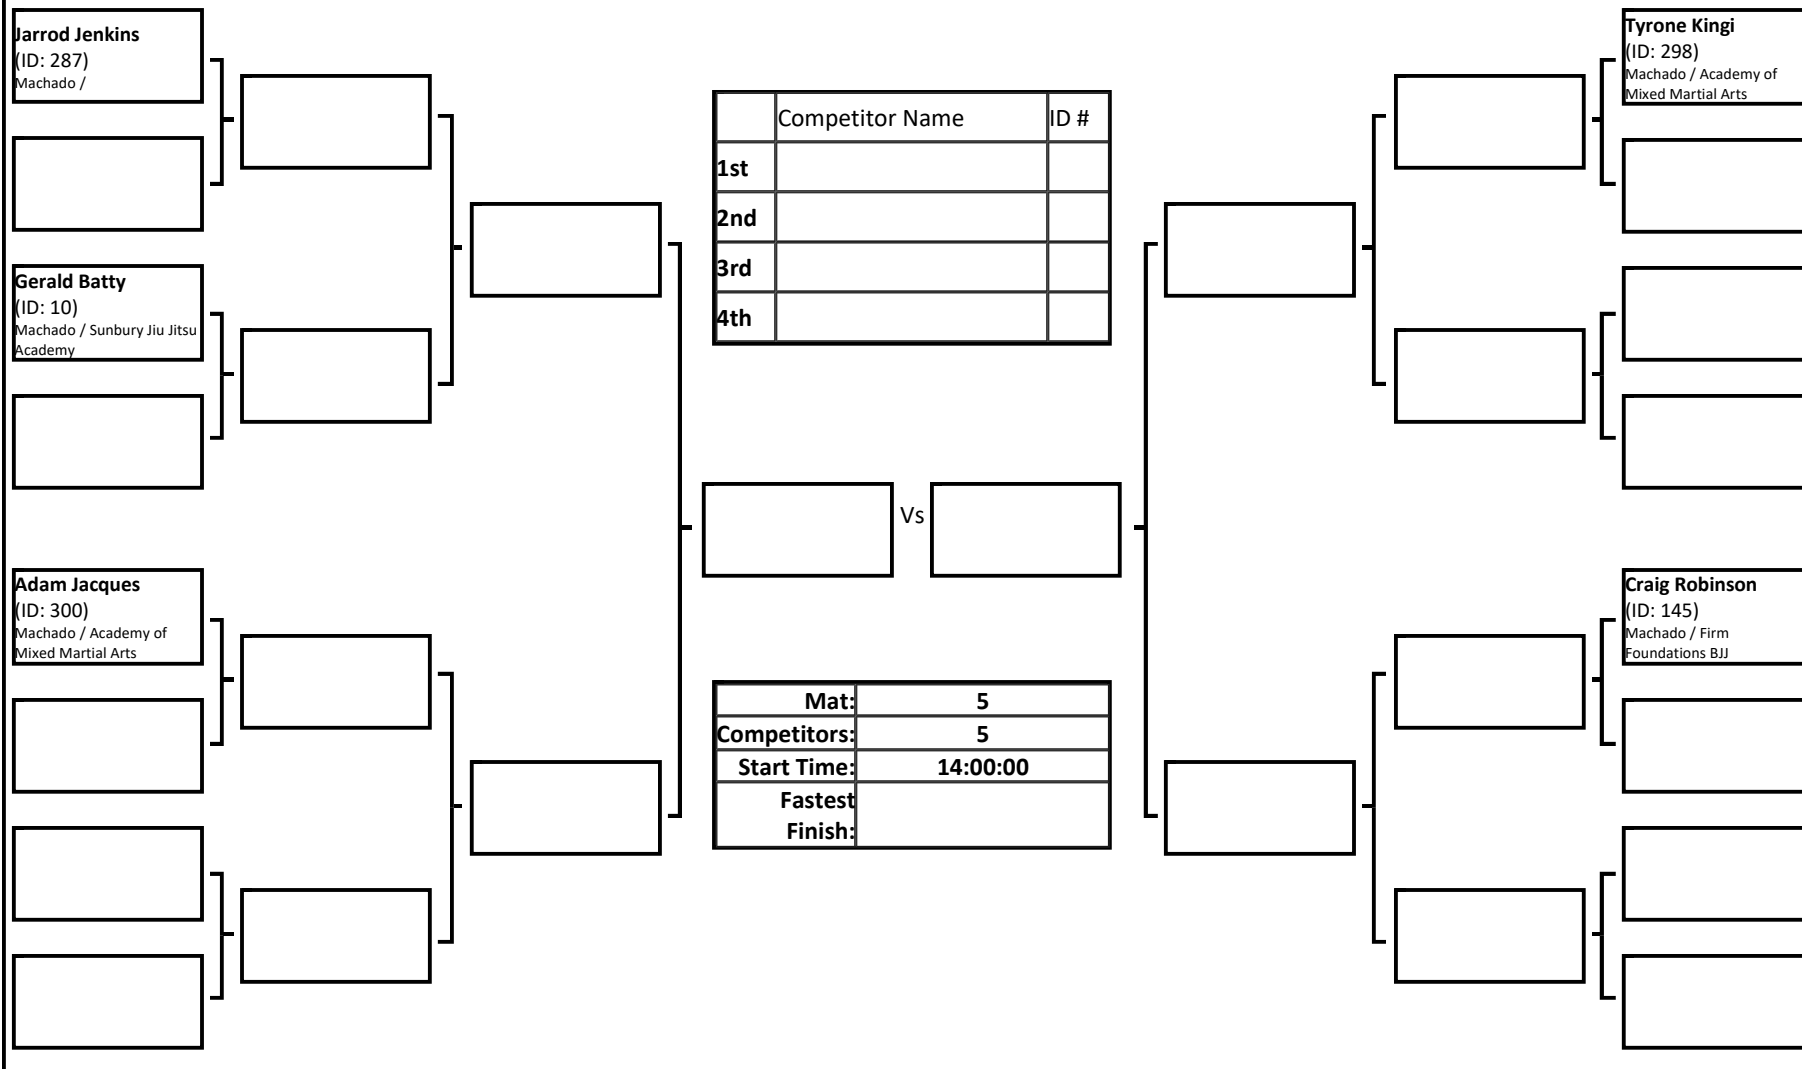 Jarrod Jenkins
(ID: 287)
Machado /
Gerald Batty
(ID: 10)
Machado / Sunbury Jiu Jitsu
Academy
Adam Jacques
(ID: 300)
Machado / Academy of
Mixed Martial Arts
Competitor Name ID #
1st
2nd
3rd
4th
Vs
Mat: 5
Competitors: 5
Start Time: 14:00:00
Fastest
Finish:
Tyrone Kingi
(ID: 298)
Machado / Academy of
Mixed Martial Arts
Craig Robinson
(ID: 145)
Machado / Firm
Foundations BJJ